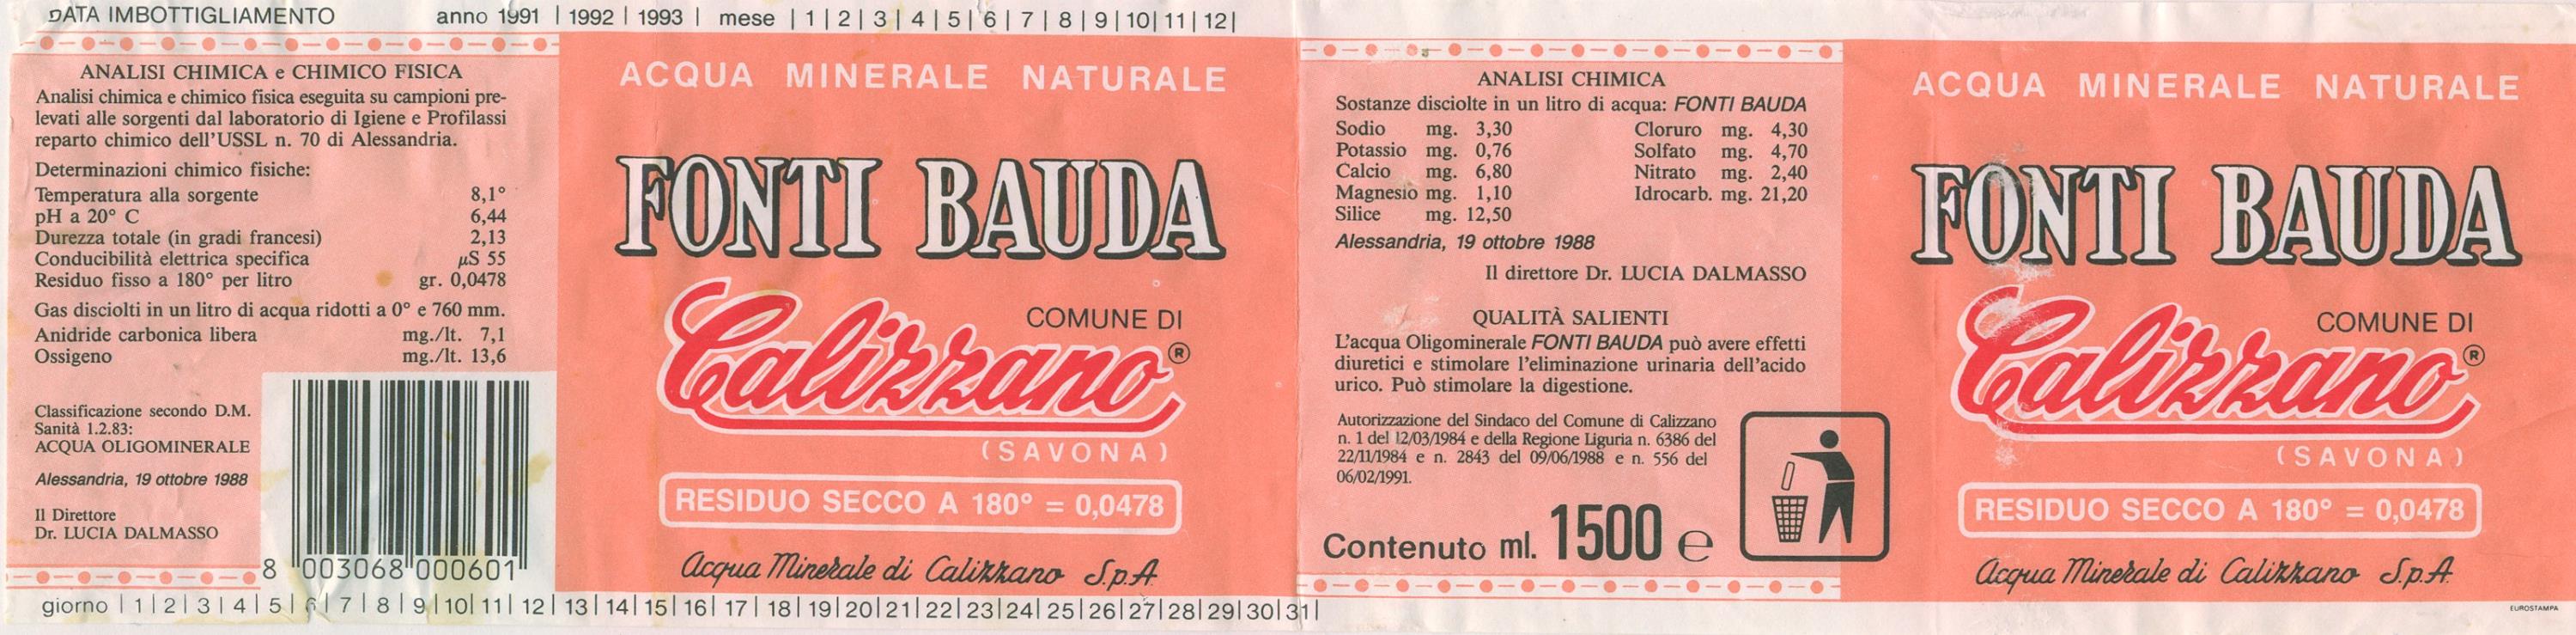 DATA IMBOTTIGLIAMENTO anno 1991 | 1992 | 1993 | mese | 1 | 2 | 3 | 4 | 5 | 6 | 7 | 8 | 9 | 10 | 11 | 12 |
ANALISI CHIMICA e CHIMICO FISICA
Analisi chimica e chimico fisica eseguita su campioni pre-
levati alle sorgenti dal laboratorio di Igiene e Profilassi
reparto chimico dell'USSL n. 70 di Alessandria.
Determinazioni chimico fisiche:
Temperatura alla sorgente 8,1°
pH a 20° C 6,44
Durezza totale (in gradi francesi) 2,13
Conducibilità elettrica specifica µS 55
Residuo fisso a 180° per litro gr. 0,0478
Gas disciolti in un litro di acqua ridotti a 0° e 760 mm.
Anidride carbonica libera mg./lt. 7,1
Ossigeno mg./lt. 13,6
Classificazione secondo D.M.
Sanità 1.2.83:
ACQUA OLIGOMINERALE
Alessandria, 19 ottobre 1988
Il Direttore
Dr. LUCIA DALMASSO
8 003068 000601
ACQUA MINERALE NATURALE
FONTI BAUDA
COMUNE DI
Calizzano ®
(SAVONA)
RESIDUO SECCO A 180° = 0,0478
Acqua Minerale di Calizzano S.p.A.
ANALISI CHIMICA
Sostanze disciolte in un litro di acqua: FONTI BAUDA
Sodio mg. 3,30 Cloruro mg. 4,30
Potassio mg. 0,76 Solfato mg. 4,70
Calcio mg. 6,80 Nitrato mg. 2,40
Magnesio mg. 1,10 Idrocarb. mg. 21,20
Silice mg. 12,50
Alessandria, 19 ottobre 1988
Il direttore Dr. LUCIA DALMASSO
QUALITÀ SALIENTI
L'acqua Oligominerale FONTI BAUDA può avere effetti
diuretici e stimolare l'eliminazione urinaria dell'acido
urico. Può stimolare la digestione.
Autorizzazione del Sindaco del Comune di Calizzano
n. 1 del 12/03/1984 e della Regione Liguria n. 6386 del
22/11/1984 e n. 2843 del 09/06/1988 e n. 556 del
06/02/1991.
Contenuto ml. 1500 e
ACQUA MINERALE NATURALE
FONTI BAUDA
COMUNE DI
Calizzano ®
(SAVONA)
RESIDUO SECCO A 180° = 0,0478
Acqua Minerale di Calizzano S.p.A.
giorno | 1 | 2 | 3 | 4 | 5 | 6 | 7 | 8 | 9 | 10 | 11 | 12 | 13 | 14 | 15 | 16 | 17 | 18 | 19 | 20 | 21 | 22 | 23 | 24 | 25 | 26 | 27 | 28 | 29 | 30 | 31 |
EUROSTAMPA